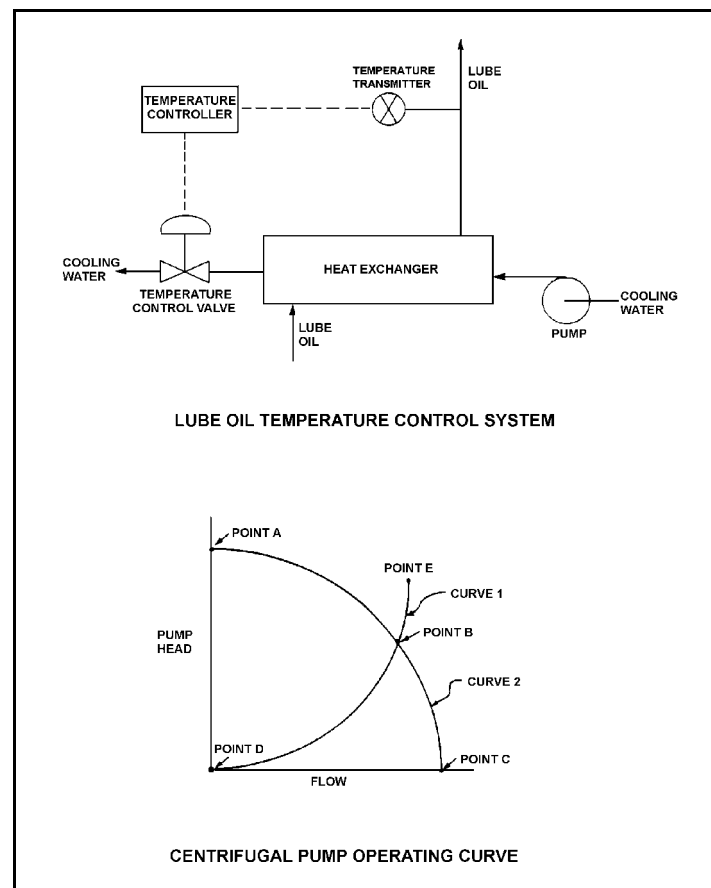 TEMPERATURE
TRANSMITTER
LUBE
OIL
TEMPERATURE
CONTROLLER
COOLING
WATER
TEMPERATURE
CONTROL VALVE
HEAT EXCHANGER
LUBE
OIL
COOLING
WATER
PUMP
LUBE OIL TEMPERATURE CONTROL SYSTEM
POINT A
POINT E
CURVE 1
POINT B
PUMP
HEAD
CURVE 2
POINT D
POINT C
FLOW
CENTRIFUGAL PUMP OPERATING CURVE